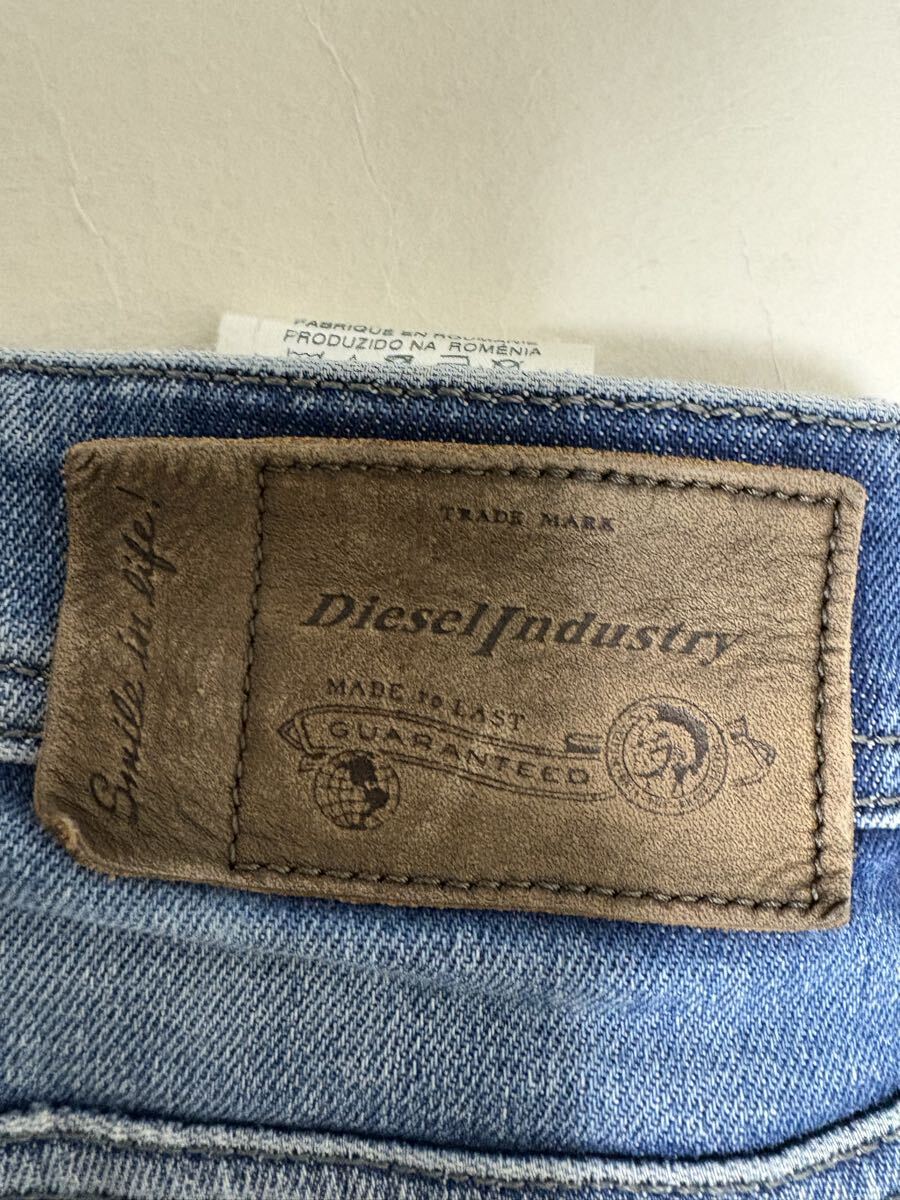 FABRIQUE EN ROUMANIE
PRODUZIDO NA ROMÉNIA
Smile in life!
TRADE MARK
Diesel Industry
MADE to LAST
GUARANTEED